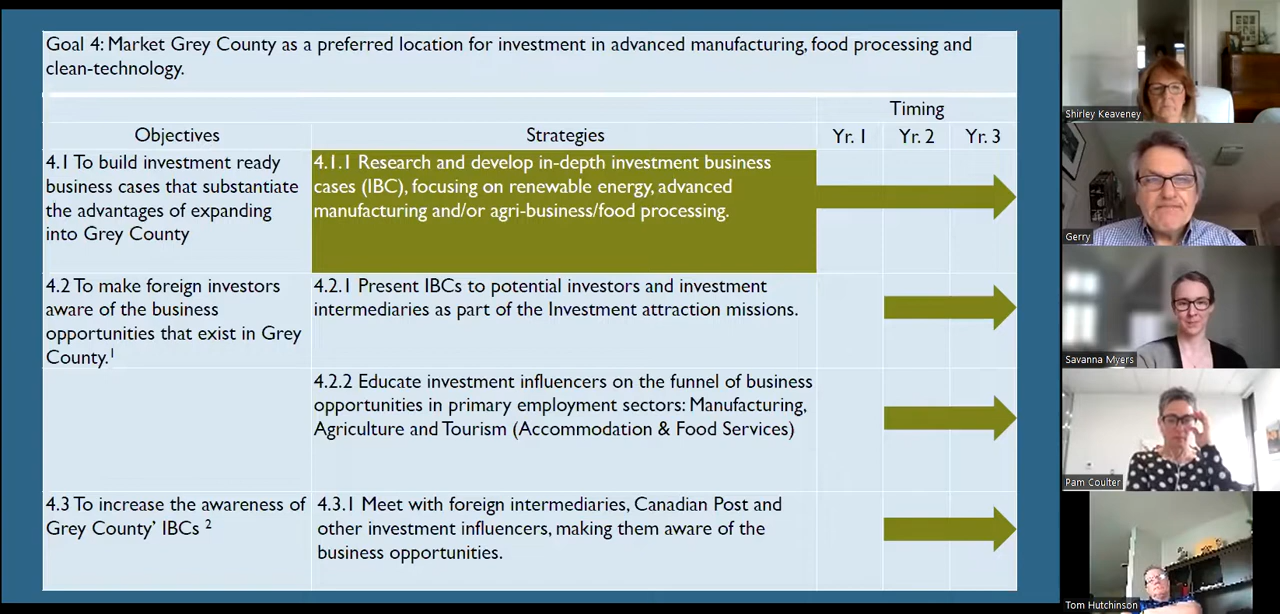 Goal 4: Market Grey County as a preferred location for investment in advanced manufacturing, food processing and
clean-technology.
Timing
Objectives Strategies Yr. 1 Yr. 2 Yr. 3
4.1 To build investment ready
business cases that substantiate
the advantages of expanding
into Grey County
4.1.1 Research and develop in-depth investment business
cases (IBC), focusing on renewable energy, advanced
manufacturing and/or agri-business/food processing.
4.2 To make foreign investors
aware of the business
opportunities that exist in Grey
County.1
4.2.1 Present IBCs to potential investors and investment
intermediaries as part of the Investment attraction missions.
4.2.2 Educate investment influencers on the funnel of business
opportunities in primary employment sectors: Manufacturing,
Agriculture and Tourism (Accommodation & Food Services)
4.3 To increase the awareness of
Grey County' IBCs 2
4.3.1 Meet with foreign intermediaries, Canadian Post and
other investment influencers, making them aware of the
business opportunities.
Shirley Keaveney
Gerry
Savanna Myers
Pam Coulter
Tom Hutchinson